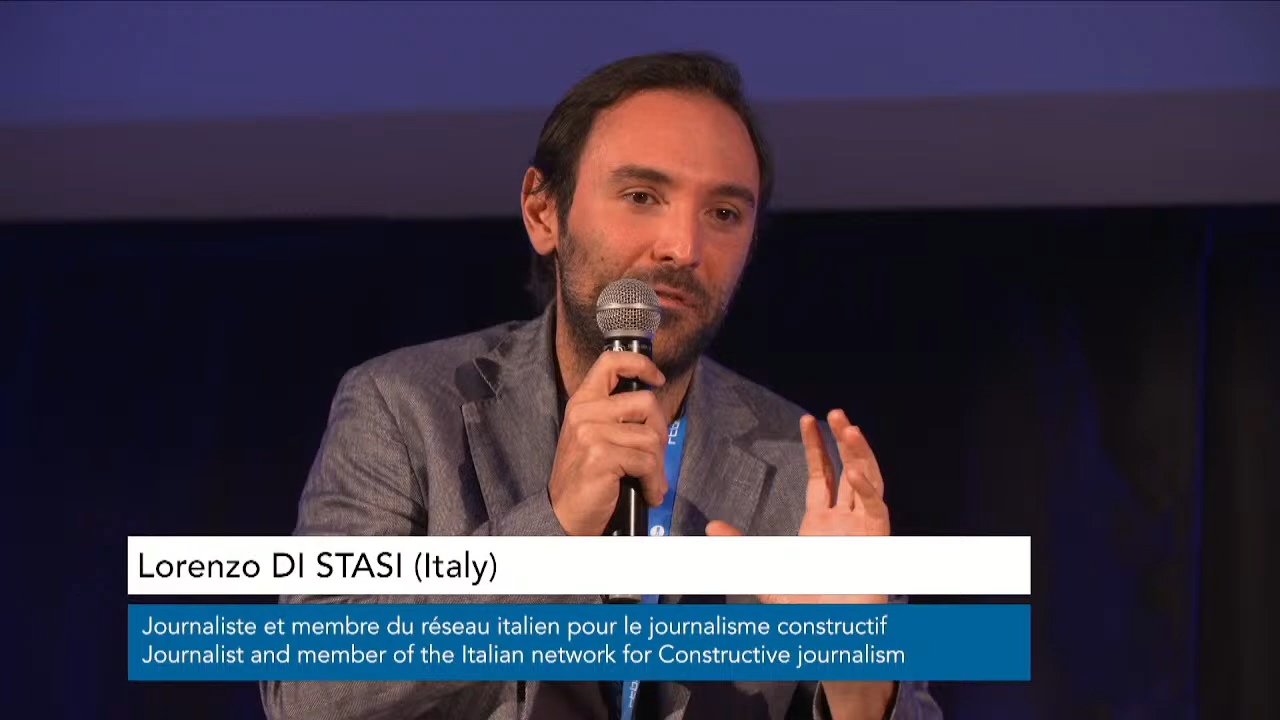 Lorenzo DI STASI (Italy)
Journaliste et membre du réseau italien pour le journalisme constructif
Journalist and member of the Italian network for Constructive journalism